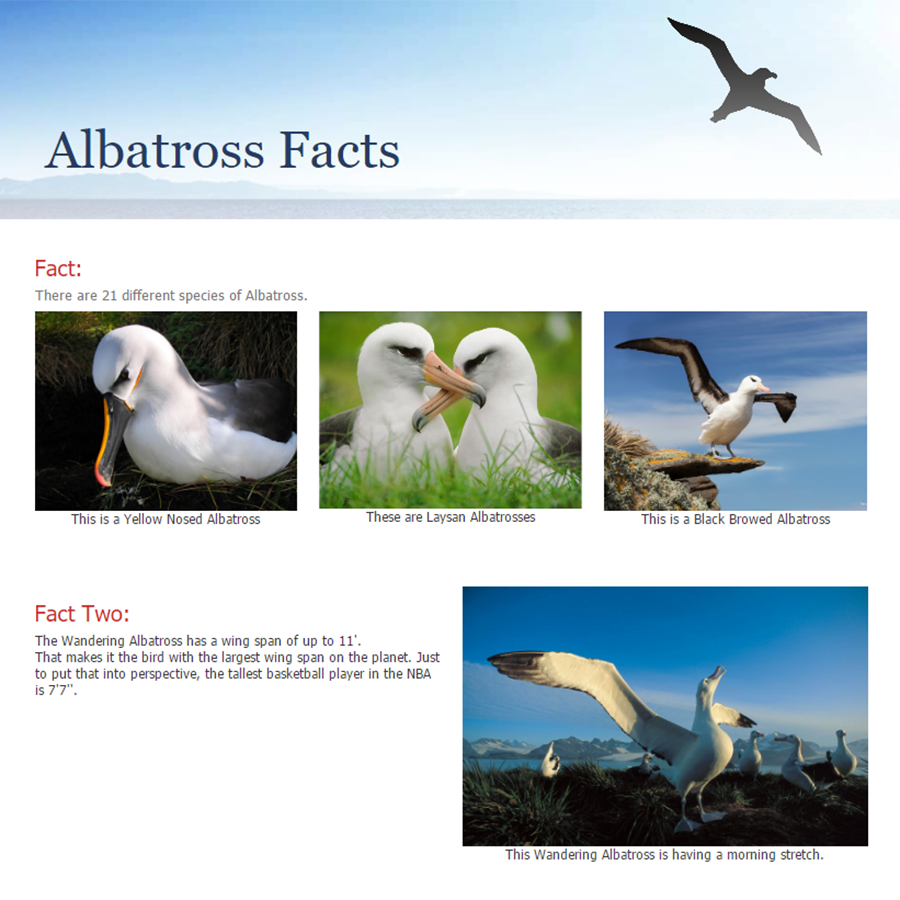 Albatross Facts
Fact:
There are 21 different species of Albatross.
This is a Yellow Nosed Albatross
These are Laysan Albatrosses
This is a Black Browed Albatross
Fact Two:
The Wandering Albatross has a wing span of up to 11'.
That makes it the bird with the largest wing span on the planet. Just
to put that into perspective, the tallest basketball player in the NBA
is 7'7''.
This Wandering Albatross is having a morning stretch.